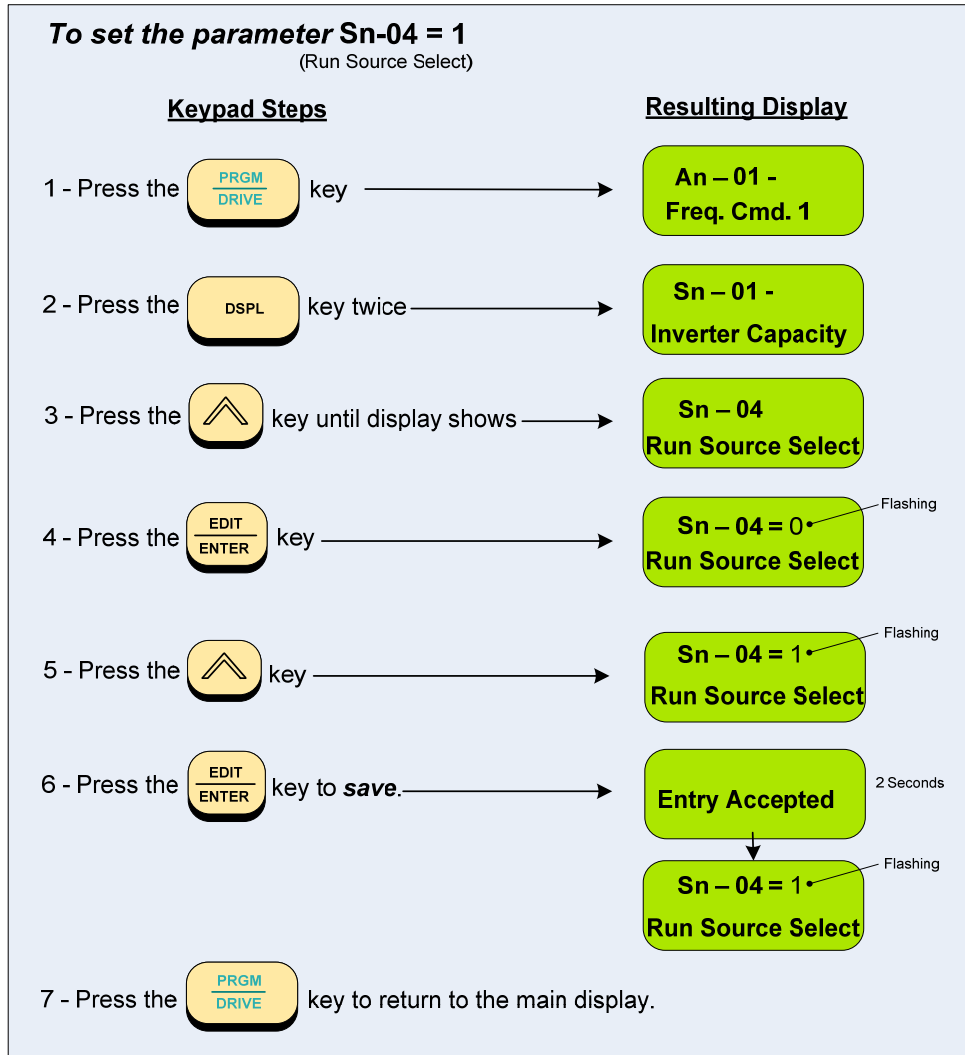 To set the parameter Sn-04 = 1
(Run Source Select)
Keypad Steps
Resulting Display
1 - Press the PRGM DRIVE key
An – 01 -
Freq. Cmd. 1
2 - Press the DSPL key twice
Sn – 01 -
Inverter Capacity
3 - Press the key until display shows
Sn – 04
Run Source Select
4 - Press the EDIT ENTER key
Sn – 04 = 0
Run Source Select
Flashing
5 - Press the key
Sn – 04 = 1
Run Source Select
Flashing
6 - Press the EDIT ENTER key to save.
Entry Accepted
2 Seconds
Sn – 04 = 1
Run Source Select
Flashing
7 - Press the PRGM DRIVE key to return to the main display.